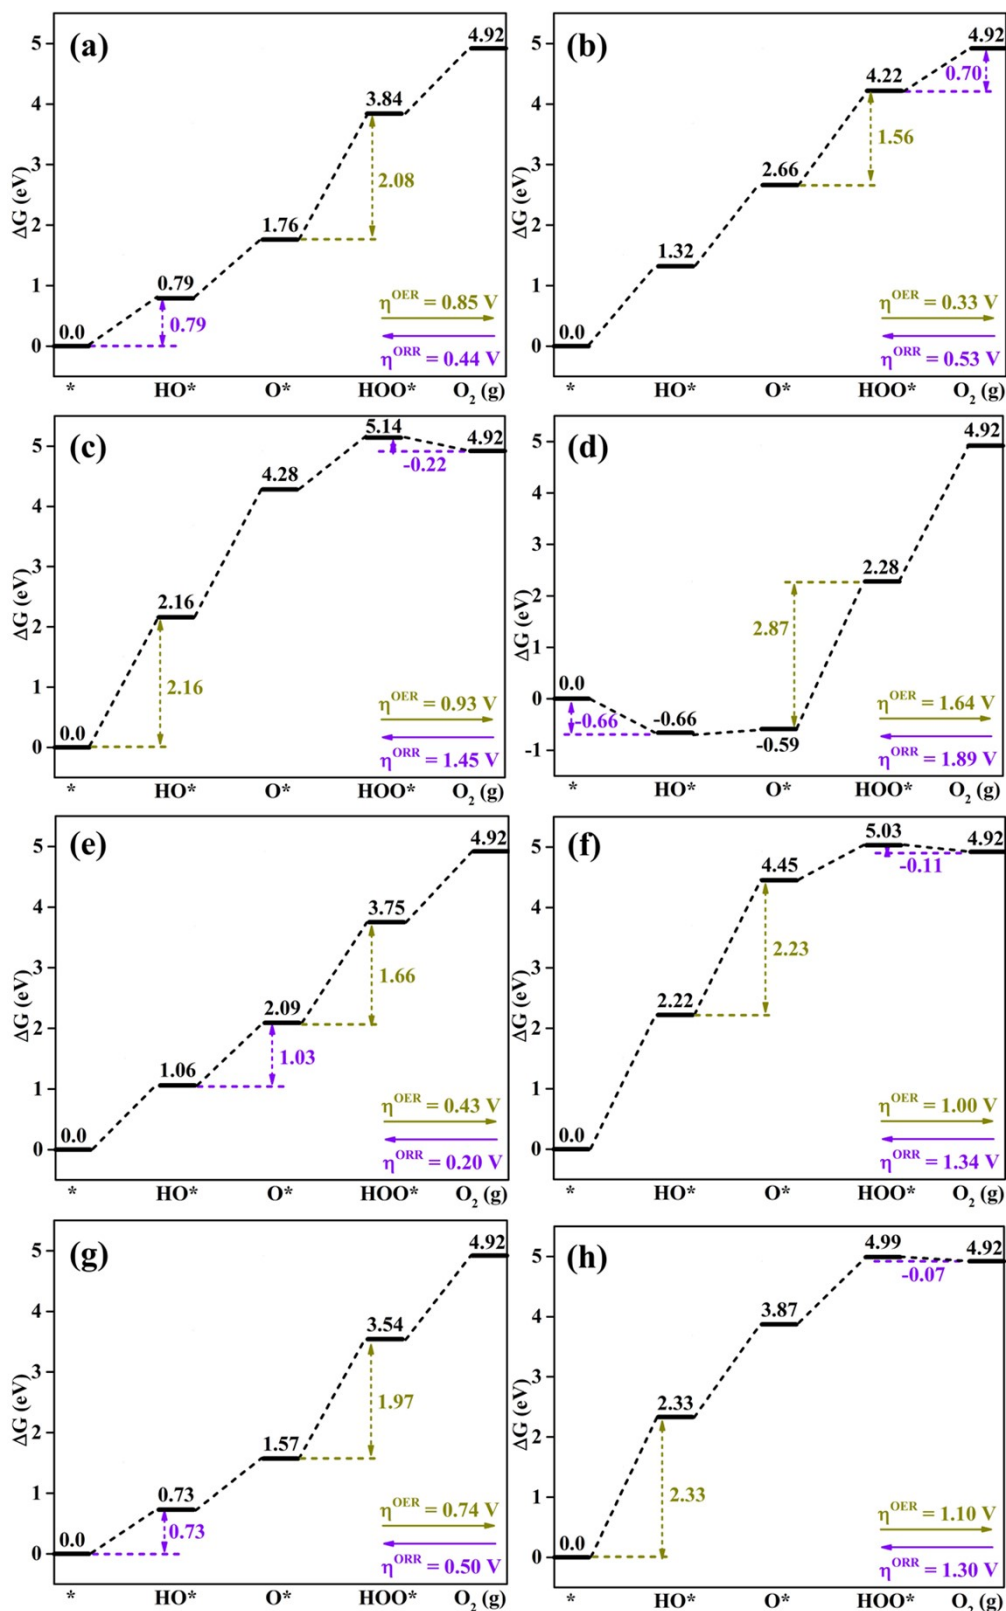 (a)
ΔG (eV)
5
4
3
2
1
0
0.0
0.79
1.76
3.84
4.92
0.79
2.08
η^OER = 0.85 V
η^ORR = 0.44 V
* HO* O* HOO* O₂ (g)
(b)
ΔG (eV)
5
4
3
2
1
0
0.0
1.32
2.66
4.22
4.92
1.56
0.70
η^OER = 0.33 V
η^ORR = 0.53 V
* HO* O* HOO* O₂ (g)
(c)
ΔG (eV)
5
4
3
2
1
0
0.0
2.16
4.28
5.14
4.92
2.16
-0.22
η^OER = 0.93 V
η^ORR = 1.45 V
* HO* O* HOO* O₂ (g)
(d)
ΔG (eV)
5
4
3
2
1
0
-1
0.0
-0.66
-0.59
2.28
4.92
-0.66
2.87
η^OER = 1.64 V
η^ORR = 1.89 V
* HO* O* HOO* O₂ (g)
(e)
ΔG (eV)
5
4
3
2
1
0
0.0
1.06
2.09
3.75
4.92
1.03
1.66
η^OER = 0.43 V
η^ORR = 0.20 V
* HO* O* HOO* O₂ (g)
(f)
ΔG (eV)
5
4
3
2
1
0
0.0
2.22
4.45
5.03
4.92
2.23
-0.11
η^OER = 1.00 V
η^ORR = 1.34 V
* HO* O* HOO* O₂ (g)
(g)
ΔG (eV)
5
4
3
2
1
0
0.0
0.73
1.57
3.54
4.92
0.73
1.97
η^OER = 0.74 V
η^ORR = 0.50 V
* HO* O* HOO* O₂ (g)
(h)
ΔG (eV)
5
4
3
2
1
0
0.0
2.33
3.87
4.99
4.92
2.33
-0.07
η^OER = 1.10 V
η^ORR = 1.30 V
* HO* O* HOO* O₂ (g)